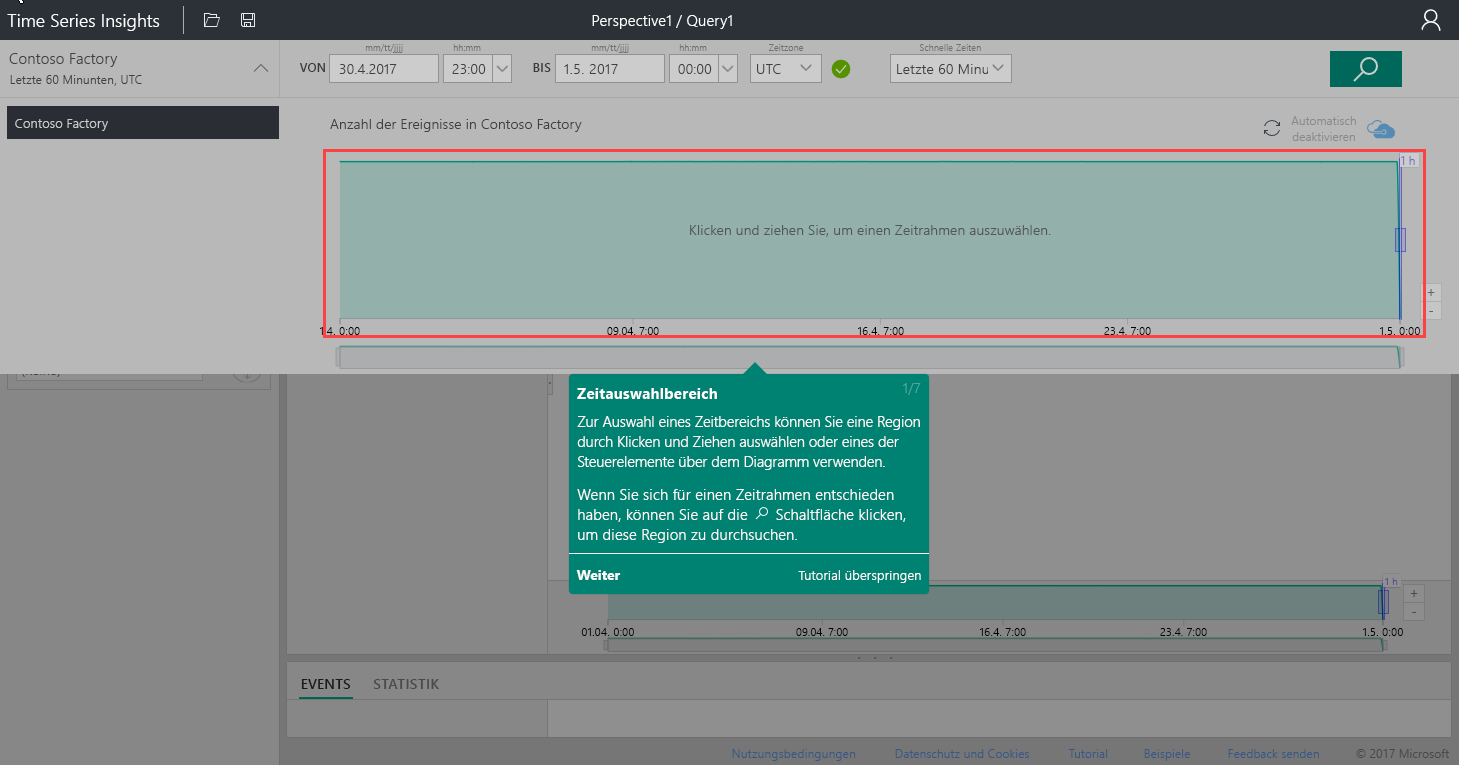 Time Series Insights
Perspective1 / Query1
Contoso Factory
Letzte 60 Minuten, UTC
mm/tt/jjjj
hh:mm
mm/tt/jjjj
hh:mm
Zeitzone
Schnelle Zeiten
VON
30.4.2017
23:00
BIS
1.5. 2017
00:00
UTC
Letzte 60 Minu
Contoso Factory
Anzahl der Ereignisse in Contoso Factory
Automatisch
deaktivieren
1 h
Klicken und ziehen Sie, um einen Zeitrahmen auszuwählen.
+
-
1.4. 0:00
09.04. 7:00
16.4. 7:00
23.4. 7:00
1.5. 0:00
Zeitauswahlbereich
1/7
Zur Auswahl eines Zeitbereichs können Sie eine Region
durch Klicken und Ziehen auswählen oder eines der
Steuerelemente über dem Diagramm verwenden.
Wenn Sie sich für einen Zeitrahmen entschieden
haben, können Sie auf die Schaltfläche klicken,
um diese Region zu durchsuchen.
Weiter
Tutorial überspringen
1 h
+
-
01.04. 0:00
09.04. 7:00
16.4. 7:00
23.4. 7:00
1.5. 0:00
EVENTS
STATISTIK
Nutzungsbedingungen
Datenschutz und Cookies
Tutorial
Beispiele
Feedback senden
© 2017 Microsoft